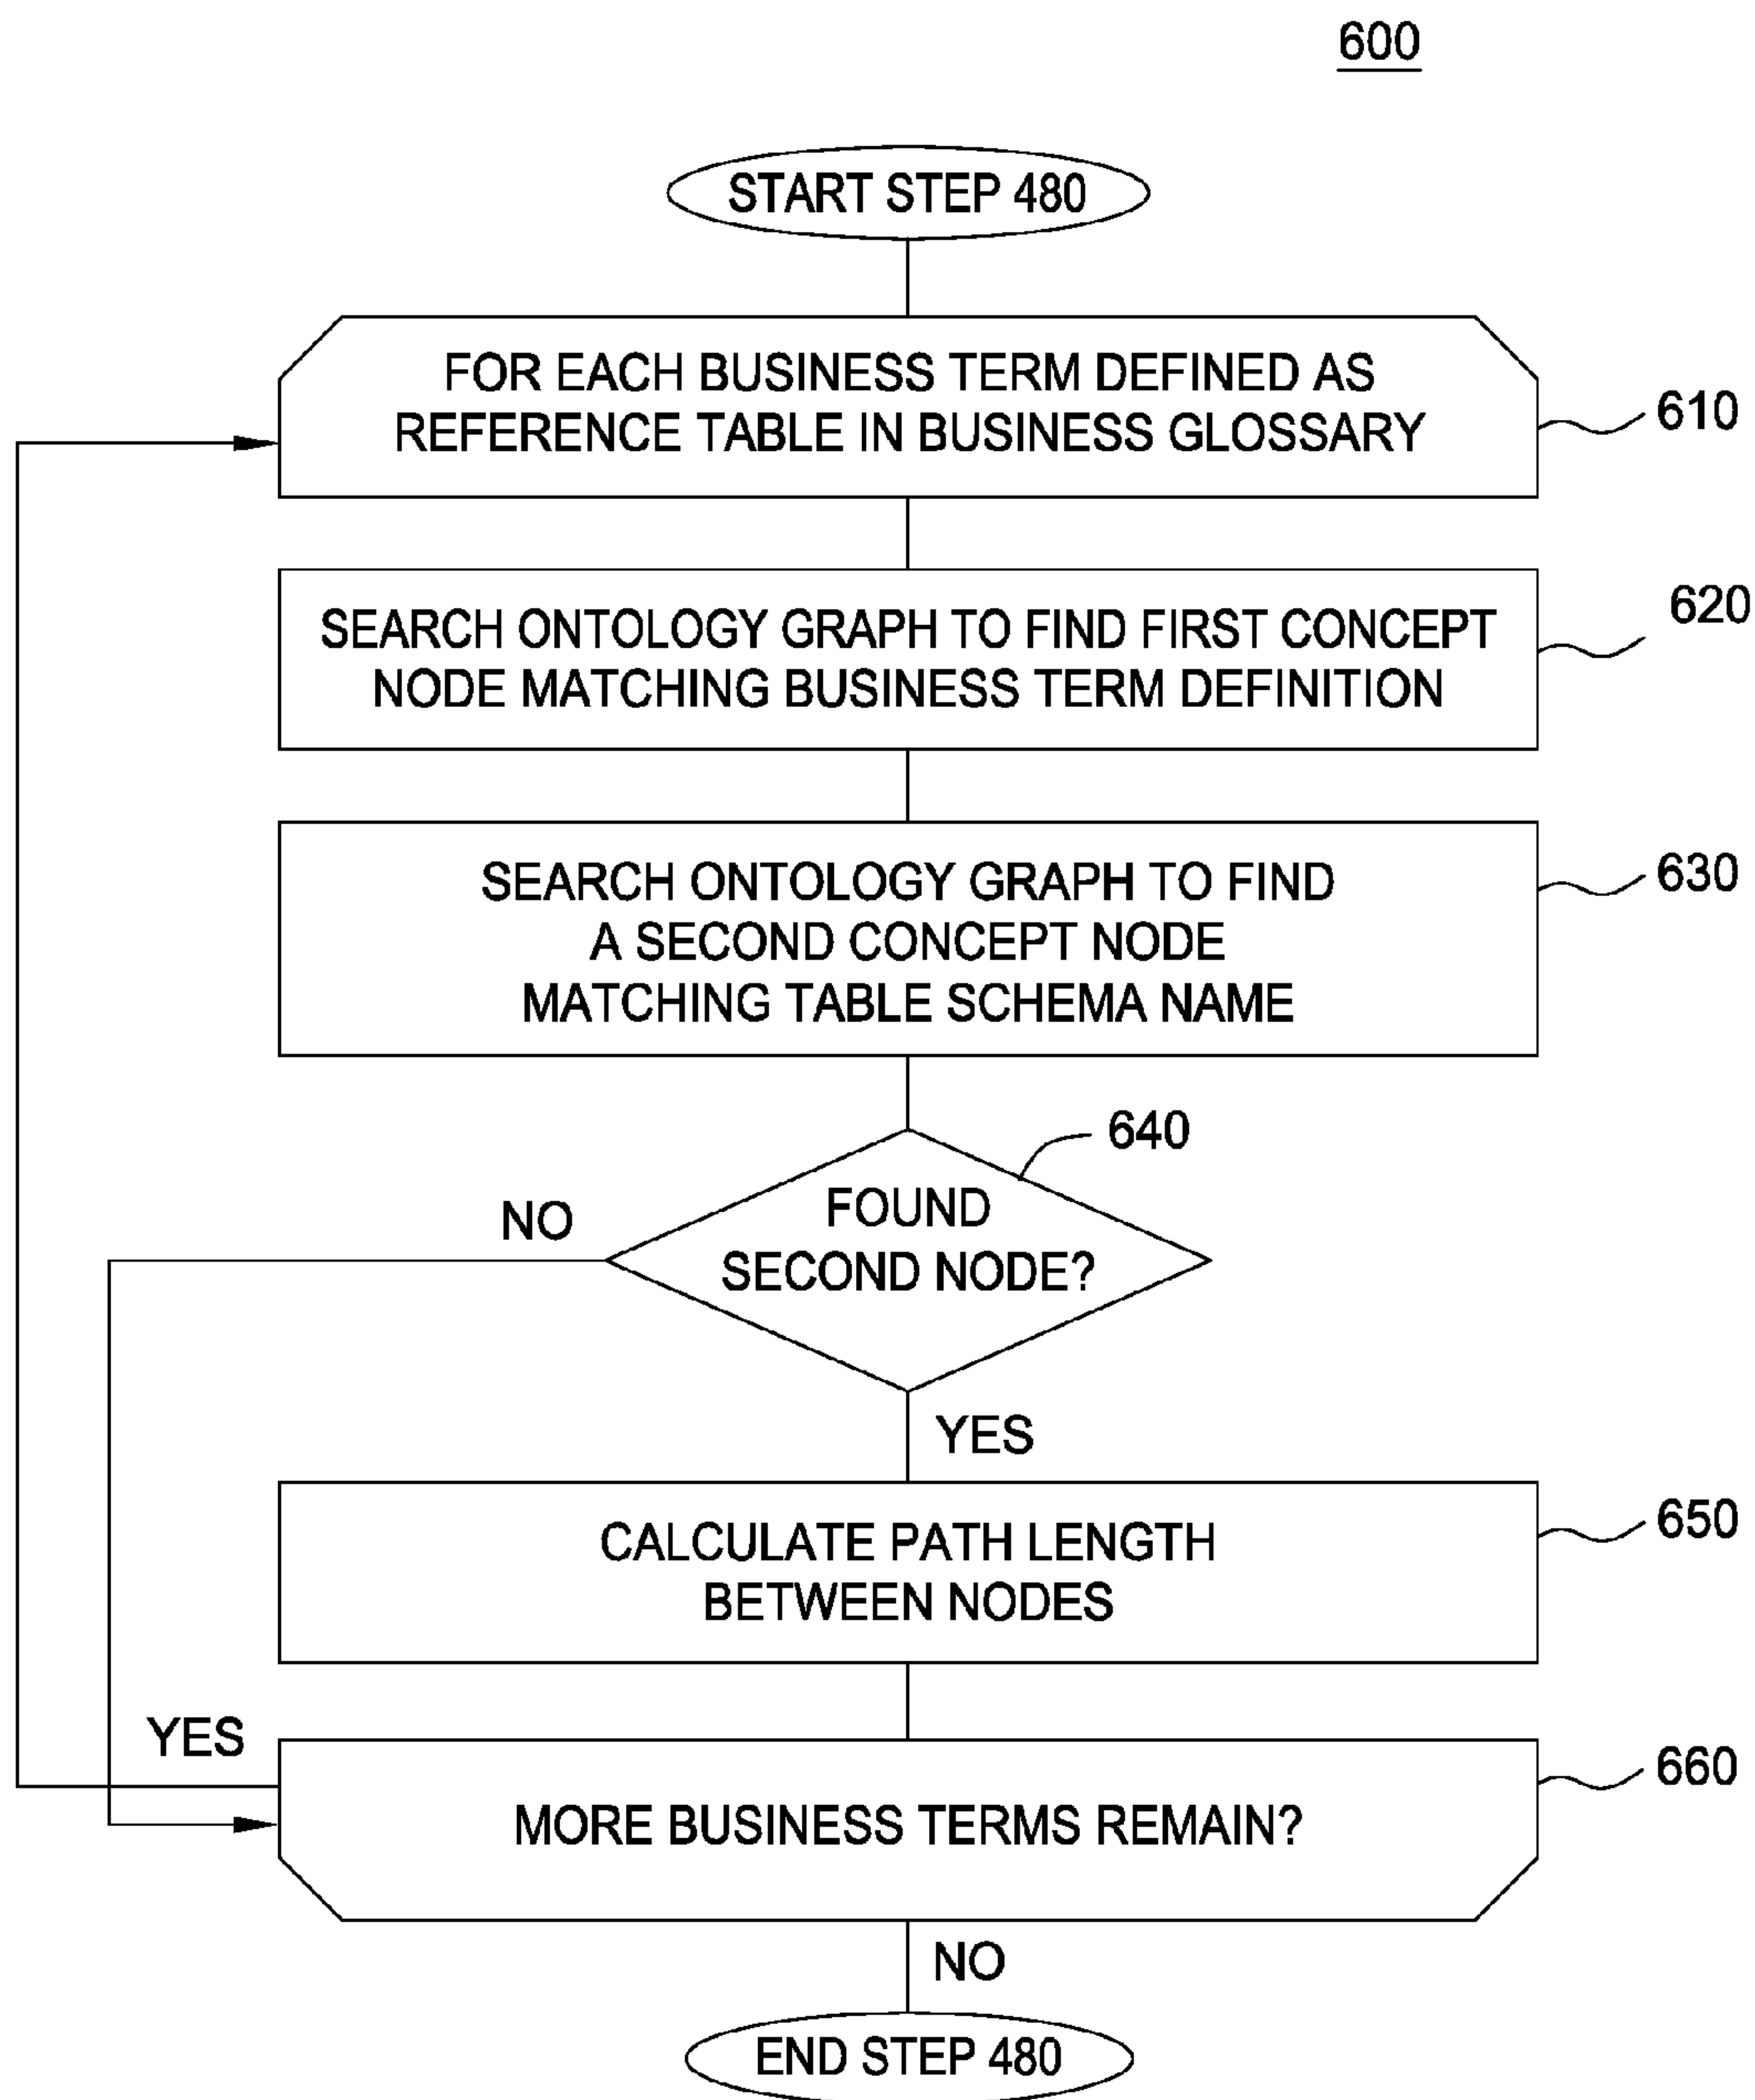 600
START STEP 480
FOR EACH BUSINESS TERM DEFINED AS
REFERENCE TABLE IN BUSINESS GLOSSARY
610
SEARCH ONTOLOGY GRAPH TO FIND FIRST CONCEPT
NODE MATCHING BUSINESS TERM DEFINITION
620
SEARCH ONTOLOGY GRAPH TO FIND
A SECOND CONCEPT NODE
MATCHING TABLE SCHEMA NAME
630
640
FOUND
SECOND NODE?
NO
YES
CALCULATE PATH LENGTH
BETWEEN NODES
650
YES
MORE BUSINESS TERMS REMAIN?
660
NO
END STEP 480